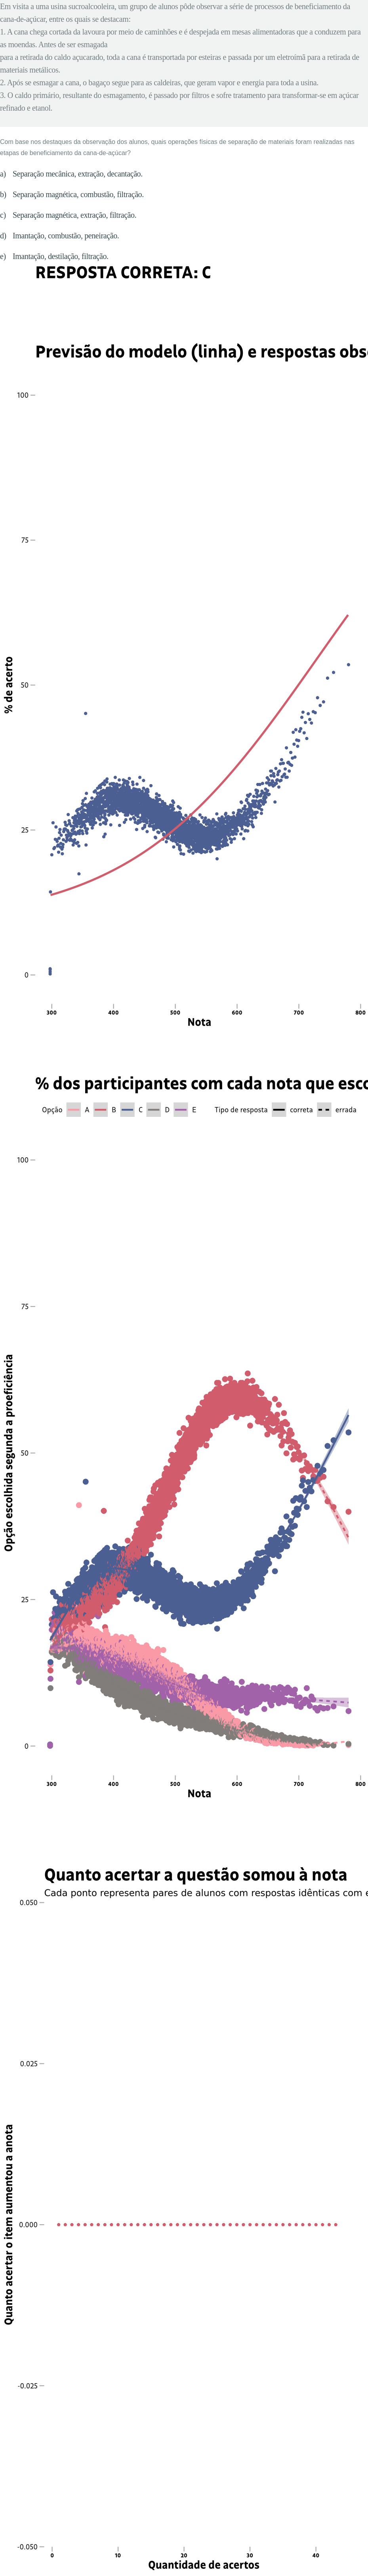 Em visita a uma usina sucroalcooleira, um grupo de alunos pôde observar a série de processos de beneficiamento da
cana-de-açúcar, entre os quais se destacam:
1. A cana chega cortada da lavoura por meio de caminhões e é despejada em mesas alimentadoras que a conduzem para
as moendas. Antes de ser esmagada
para a retirada do caldo açucarado, toda a cana é transportada por esteiras e passada por um eletroímã para a retirada de
materiais metálicos.
2. Após se esmagar a cana, o bagaço segue para as caldeiras, que geram vapor e energia para toda a usina.
3. O caldo primário, resultante do esmagamento, é passado por filtros e sofre tratamento para transformar-se em açúcar
refinado e etanol.
Com base nos destaques da observação dos alunos, quais operações físicas de separação de materiais foram realizadas nas
etapas de beneficiamento da cana-de-açúcar?
a) Separação mecânica, extração, decantação.
b) Separação magnética, combustão, filtração.
c) Separação magnética, extração, filtração.
d) Imantação, combustão, peneiração.
e) Imantação, destilação, filtração.
RESPOSTA CORRETA: C
Previsão do modelo (linha) e respostas obs
100
75
50
25
0
% de acerto
300 400 500 600 700 800
Nota
% dos participantes com cada nota que esco
Opção A B C D E Tipo de resposta correta errada
100
75
50
25
0
Opção escolhida segundo a proeficiência
300 400 500 600 700 800
Nota
Quanto acertar a questão somou à nota
Cada ponto representa pares de alunos com respostas idênticas com e
0.050
0.025
0.000
-0.025
-0.050
Quanto acertar o item aumentou a anota
0 10 20 30 40
Quantidade de acertos